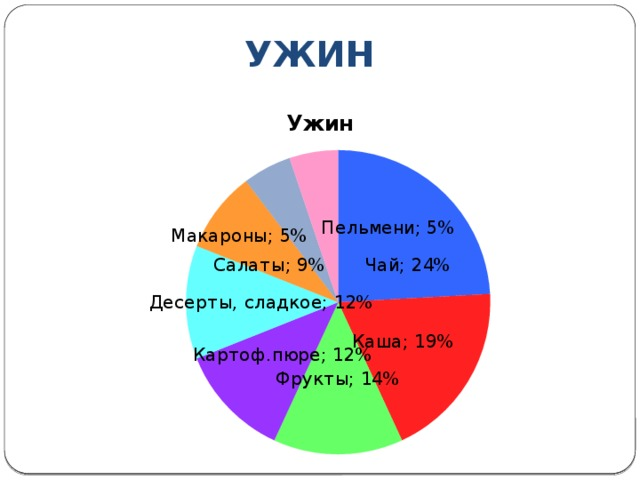 УЖИН
Ужин
Пельмени; 5%
Макароны; 5%
Салаты; 9%
Чай; 24%
Десерты, сладкое; 12%
Каша; 19%
Картоф.пюре; 12%
Фрукты; 14%